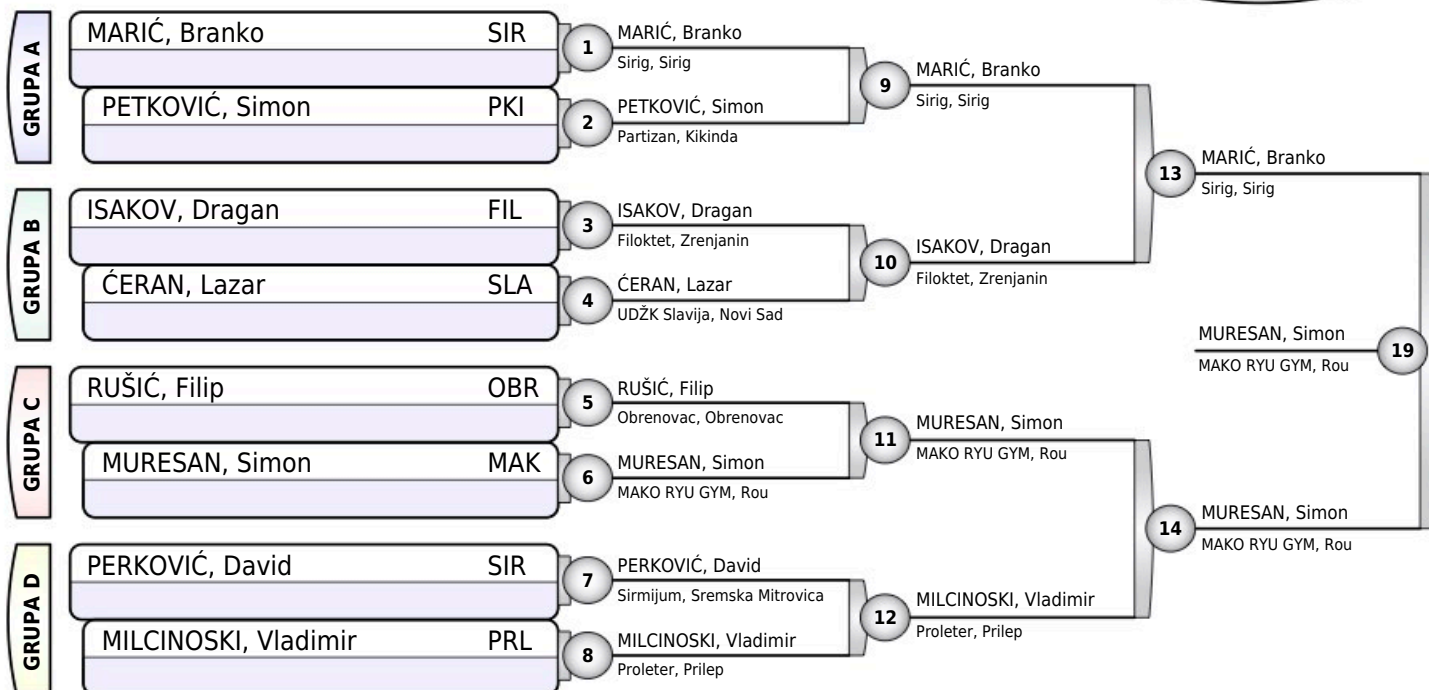 GRUPA A
MARIĆ, Branko SIR
PETKOVIĆ, Simon PKI
GRUPA B
ISAKOV, Dragan FIL
ĆERAN, Lazar SLA
GRUPA C
RUŠIĆ, Filip OBR
MURESAN, Simon MAK
GRUPA D
PERKOVIĆ, David SIR
MILCINOSKI, Vladimir PRL
1
MARIĆ, Branko
Sirig, Sirig
2
PETKOVIĆ, Simon
Partizan, Kikinda
3
ISAKOV, Dragan
Filoktet, Zrenjanin
4
ĆERAN, Lazar
UDŽK Slavija, Novi Sad
5
RUŠIĆ, Filip
Obrenovac, Obrenovac
6
MURESAN, Simon
MAKO RYU GYM, Rou
7
PERKOVIĆ, David
Sirmijum, Sremska Mitrovica
8
MILCINOSKI, Vladimir
Proleter, Prilep
9
MARIĆ, Branko
Sirig, Sirig
10
ISAKOV, Dragan
Filoktet, Zrenjanin
11
MURESAN, Simon
MAKO RYU GYM, Rou
12
MILCINOSKI, Vladimir
Proleter, Prilep
13
MARIĆ, Branko
Sirig, Sirig
14
MURESAN, Simon
MAKO RYU GYM, Rou
MURESAN, Simon
MAKO RYU GYM, Rou
19